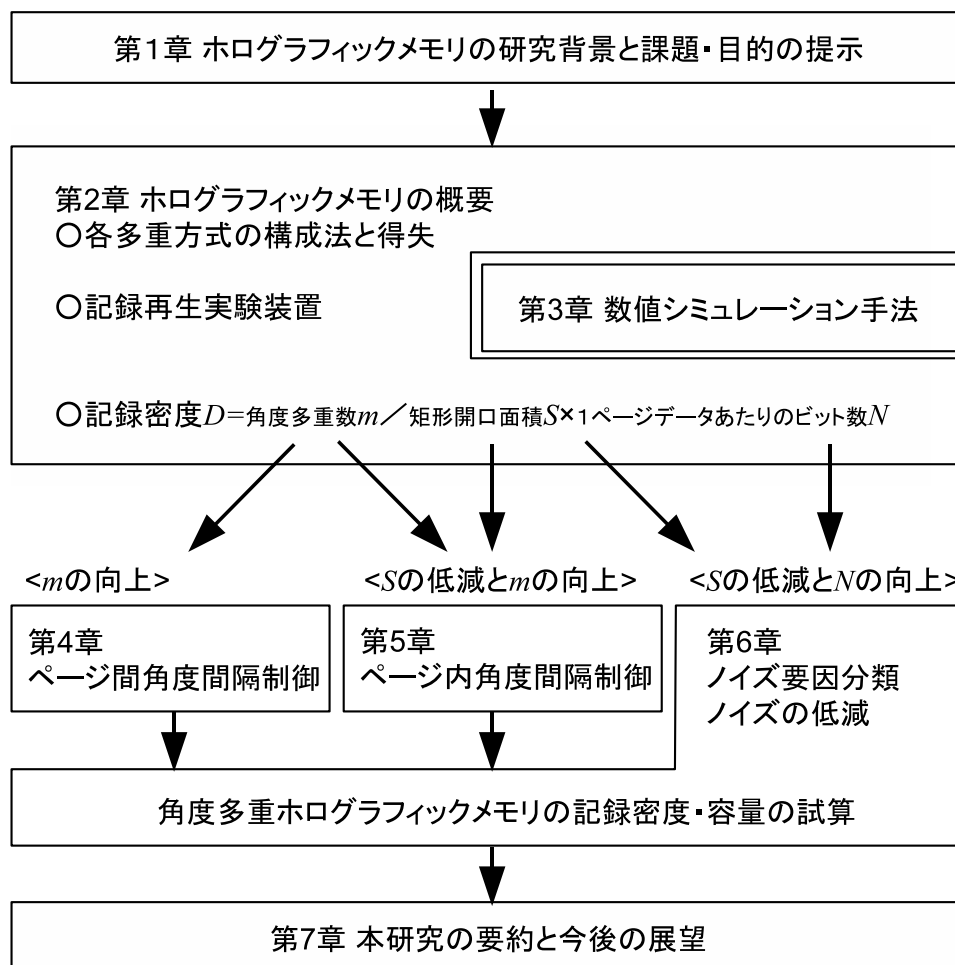 第1章 ホログラフィックメモリの研究背景と課題・目的の提示
第2章 ホログラフィックメモリの概要
○各多重方式の構成法と得失
○記録再生実験装置
第3章 数値シミュレーション手法
○記録密度D=角度多重数m／矩形開口面積S×1ページデータあたりのビット数N
<mの向上>
<Sの低減とmの向上>
<Sの低減とNの向上>
第4章
ページ間角度間隔制御
第5章
ページ内角度間隔制御
第6章
ノイズ要因分類
ノイズの低減
角度多重ホログラフィックメモリの記録密度・容量の試算
第7章 本研究の要約と今後の展望